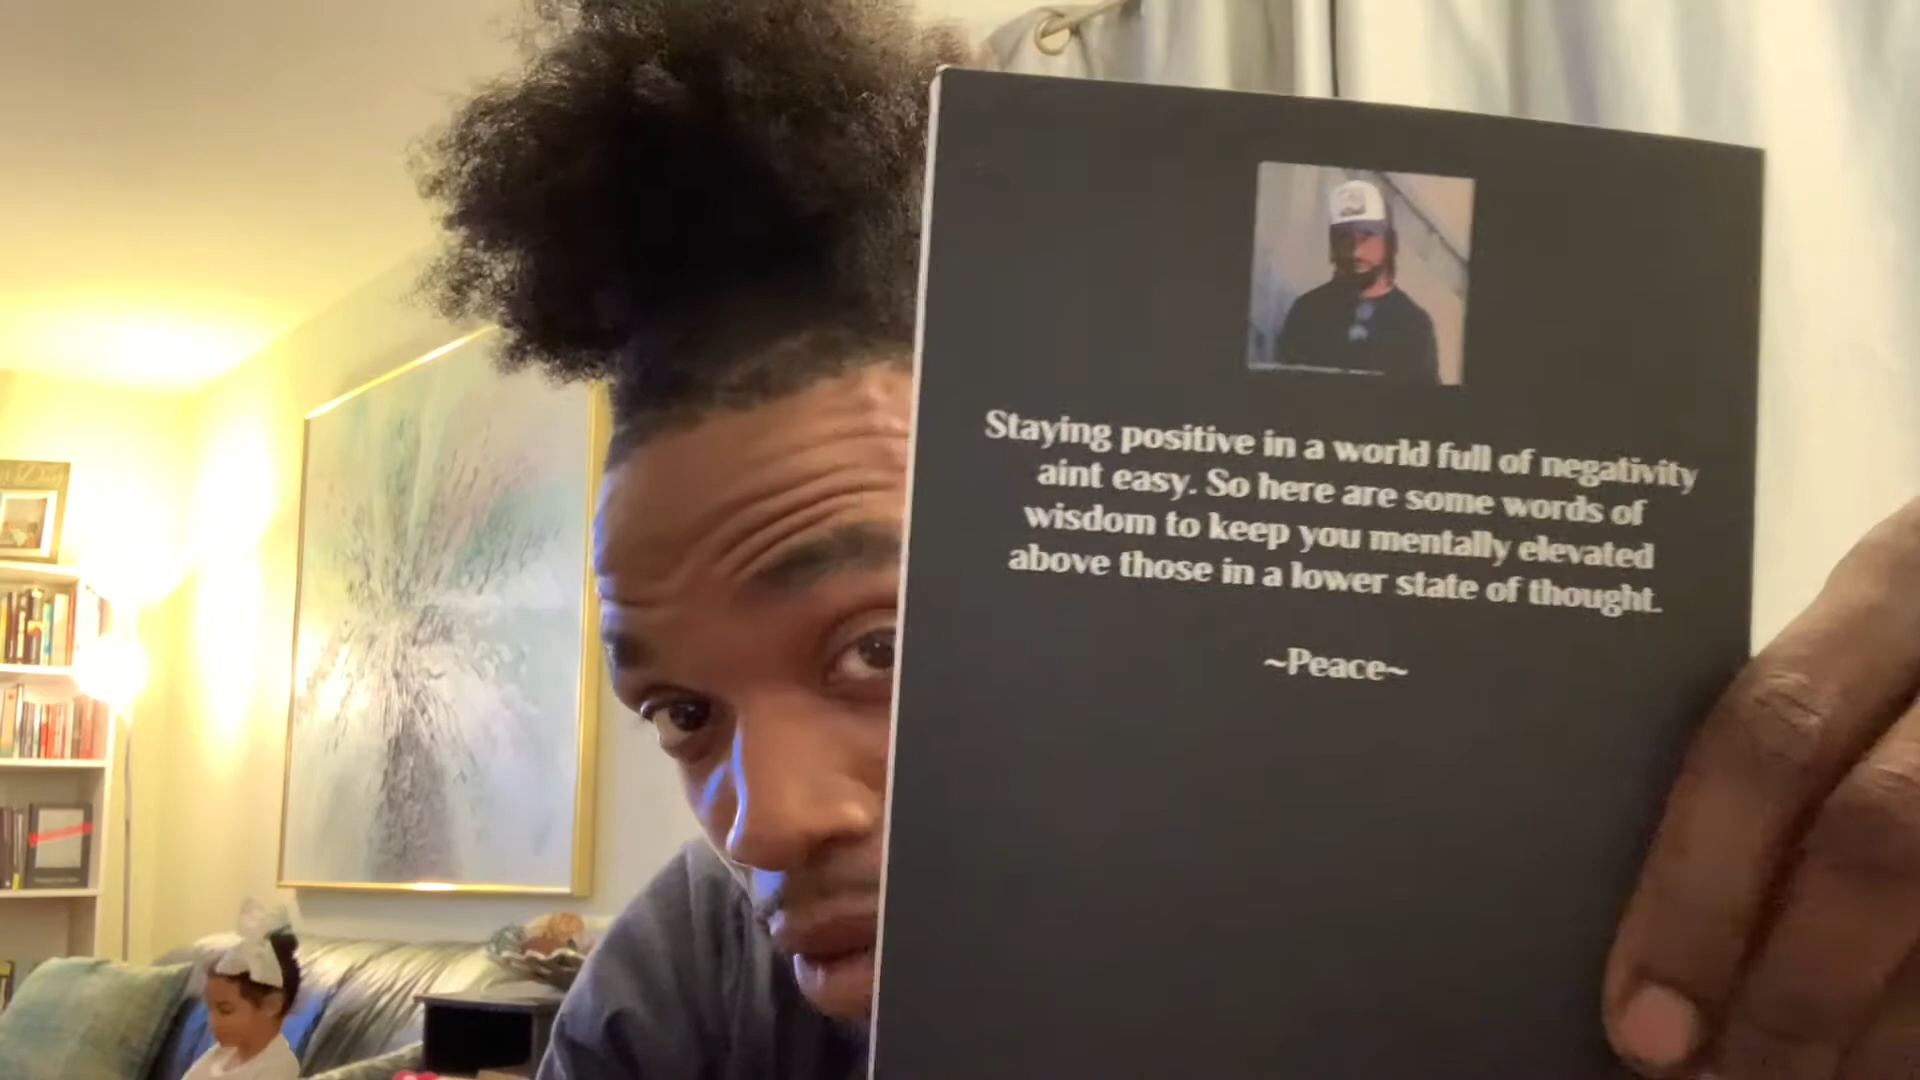 Staying positive in a world full of negativity
aint easy. So here are some words of
wisdom to keep you mentally elevated
above those in a lower state of thought.
~Peace~